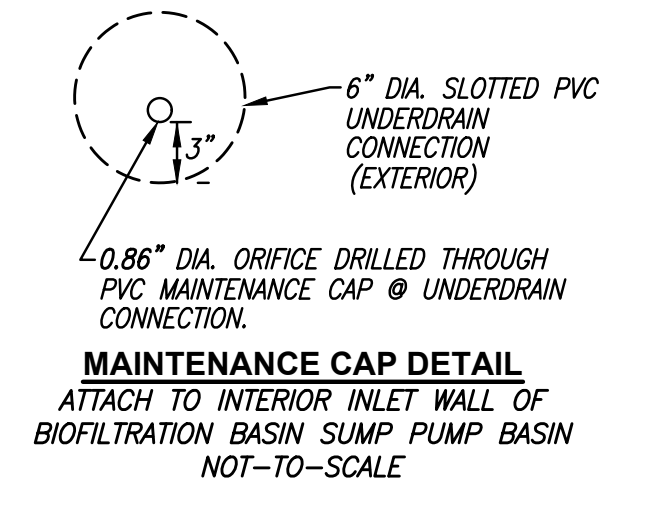 6" DIA. SLOTTED PVC
UNDERDRAIN
CONNECTION
(EXTERIOR)
3"
0.86" DIA. ORIFICE DRILLED THROUGH
PVC MAINTENANCE CAP @ UNDERDRAIN
CONNECTION.
MAINTENANCE CAP DETAIL
ATTACH TO INTERIOR INLET WALL OF
BIOFILTRATION BASIN SUMP PUMP BASIN
NOT-TO-SCALE